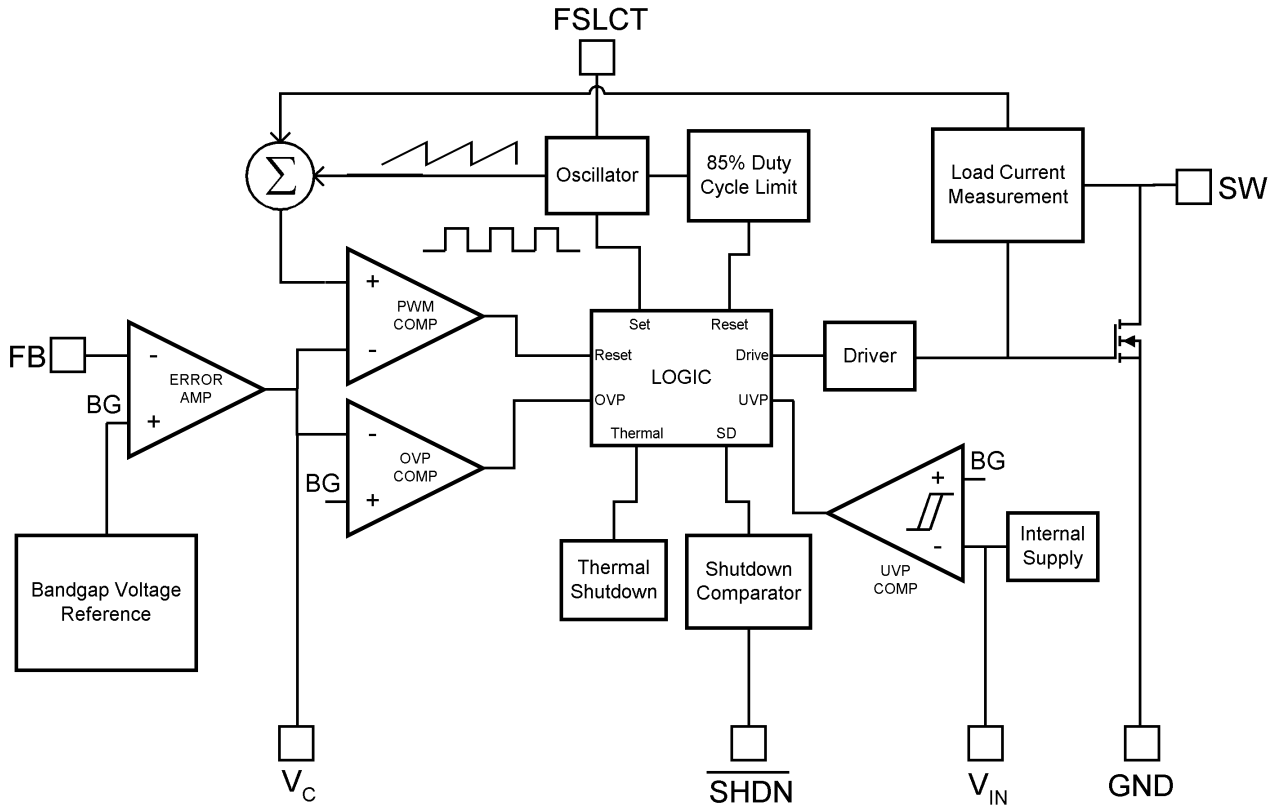 FSLCT
Oscillator
85% Duty
Cycle Limit
Load Current
Measurement
SW
Σ
+
PWM
COMP
-
Set
Reset
Reset
Drive
LOGIC
OVP
UVP
Thermal
SD
Driver
FB
-
ERROR
AMP
BG
+
-
OVP
COMP
BG
+
BG
+
-
UVP
COMP
Internal
Supply
Bandgap Voltage
Reference
Thermal
Shutdown
Shutdown
Comparator
VC
SHDN
VIN
GND